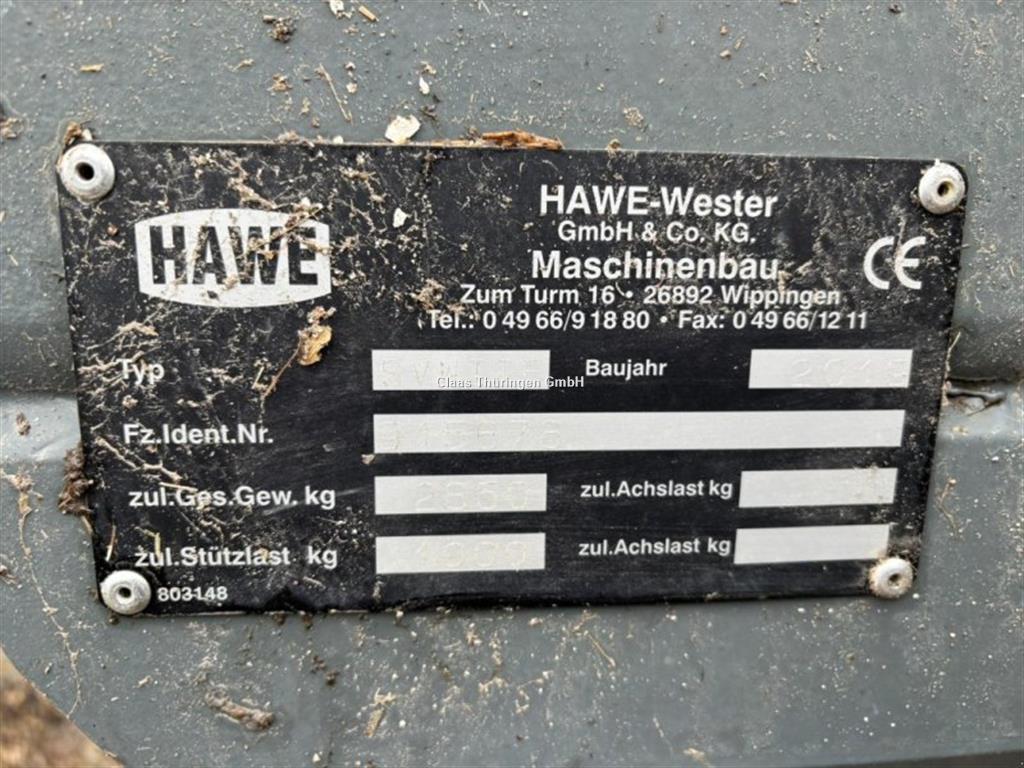 HAWE
HAWE-Wester
GmbH & Co. KG.
Maschinenbau
CE
Zum Turm 16 • 26892 Wippingen
Tel.: 0 49 66/9 18 80 • Fax: 0 49 66/12 11
Typ Baujahr
Claas Thüringen GmbH
Fz.Ident.Nr.
zul.Ges.Gew. kg zul.Achslast kg
zul.Stützlast kg zul.Achslast kg
803148